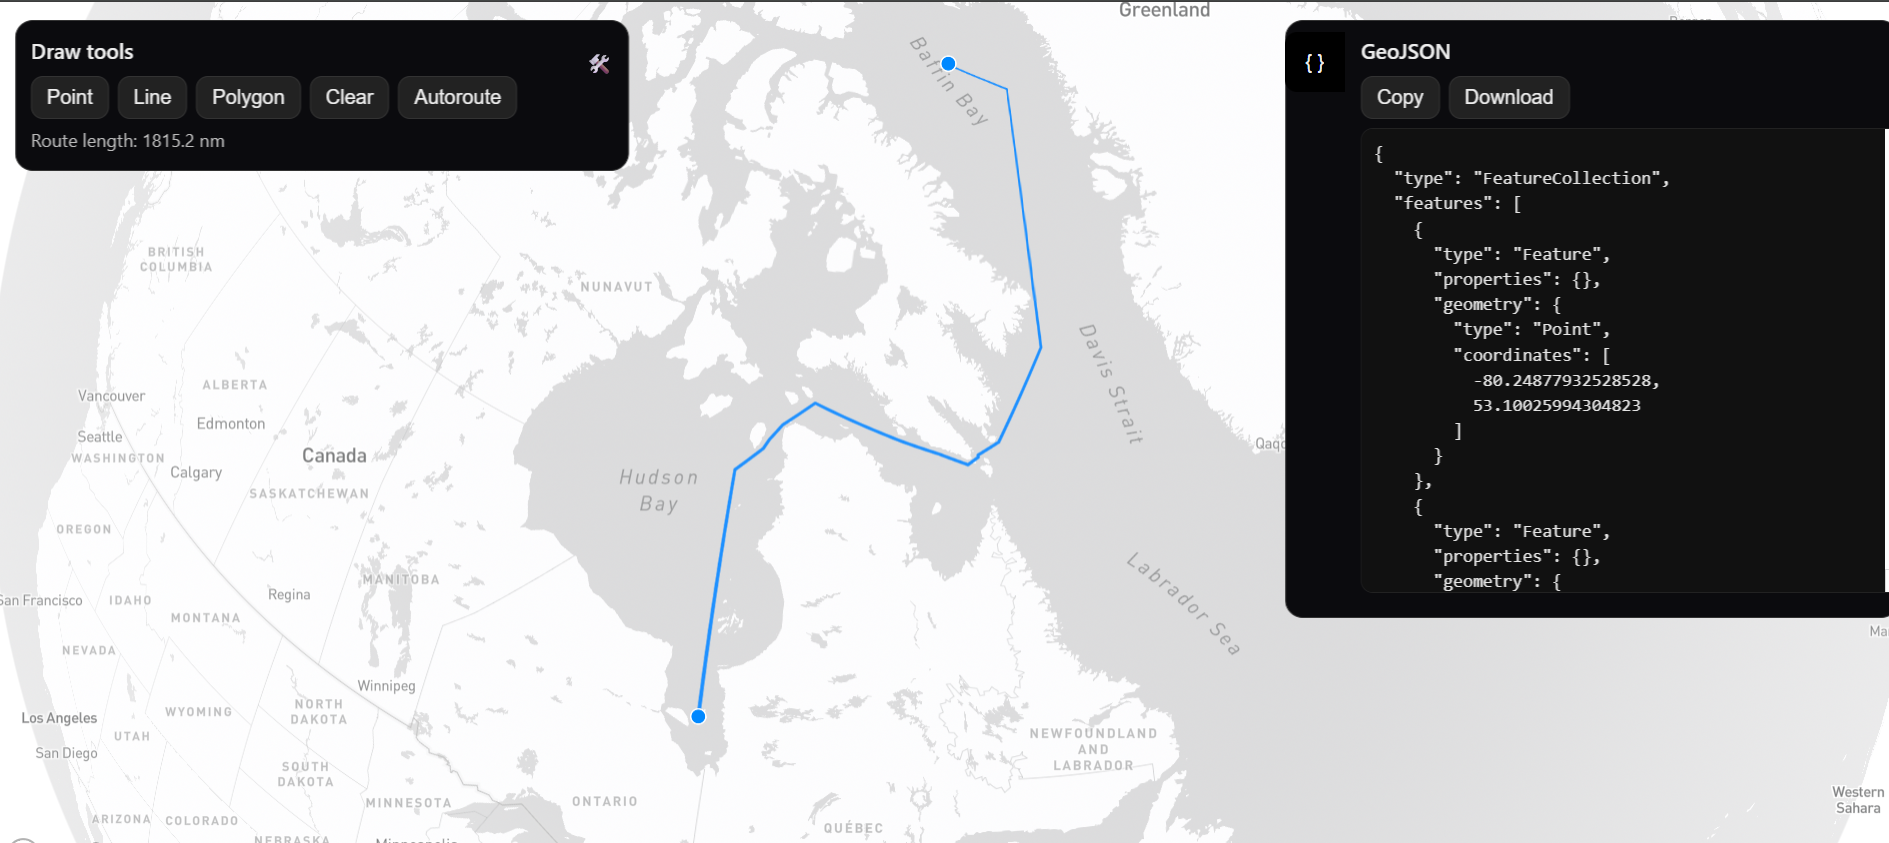 Draw tools
Point
Line
Polygon
Clear
Autoroute
Route length: 1815.2 nm
{}
GeoJSON
Copy
Download
{
"type": "FeatureCollection",
"features": [
{
"type": "Feature",
"properties": {},
"geometry": {
"type": "Point",
"coordinates": [
-80.24877932528528,
53.10025994304823
]
}
},
{
"type": "Feature",
"properties": {},
"geometry": {
Greenland
Baffin Bay
BRITISH
COLUMBIA
NUNAVUT
Davis Strait
ALBERTA
Vancouver
Edmonton
Seattle
WASHINGTON
Canada
Calgary
SASKATCHEWAN
Hudson
Bay
OREGON
Labrador Sea
MANITOBA
San Francisco
IDAHO
Regina
MONTANA
NEVADA
Winnipeg
NORTH
DAKOTA
WYOMING
Los Angeles
UTAH
San Diego
NEWFOUNDLAND
AND
LABRADOR
SOUTH
DAKOTA
MINNESOTA
ONTARIO
Western
Sahara
ARIZONA
COLORADO
QUÉBEC
NEBRASKA
Minneapolis